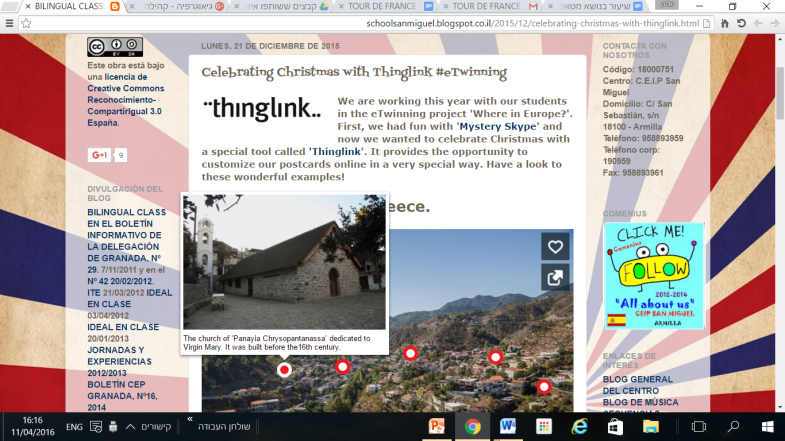 BILINGUAL CLASS
TOUR DE FRANCE
TOUR DE FRANCE
schoolsanmiguel.blogspot.co.il/2015/12/celebrating-christmas-with-thinglink.html
Este obra está bajo
una licencia de
Creative Commons
Reconocimiento-
CompartirIgual 3.0
España.
G+1 9
DIVULGACIÓN DEL
BLOG
BILINGUAL CLASS
EN EL BOLETÍN
INFORMATIVO DE
LA DELEGACIÓN
DE GRANADA. Nº
29. 7/11/2011 y en el
Nº 42 20/02/2012.
ITE 21/03/2012 IDEAL
EN CLASE
03/04/2012
IDEAL EN CLASE
20/01/2013
JORNADAS Y
EXPERIENCIAS
2012/2013
BOLETÍN CEP
GRANADA, Nº16,
2014
LUNES, 21 DE DICIEMBRE DE 2015
Celebrating Christmas with Thinglink #eTwinning
¨thınglınk..
We are working this year with our students
in the eTwinning project 'Where in Europe?'.
First, we had fun with 'Mystery Skype' and
now we wanted to celebrate Christmas with
a special tool called 'Thinglink'. It provides the opportunity to
customize our postcards online in a very special way. Have a look to
these wonderful examples!
eece.
The church of 'Panayia Chrysopantanassa' dedicated to
Virgin Mary. It was built before the16th century.
CONTACTA CON
NOSOTROS
Código: 18000751
Centro: C.E.I.P San
Miguel
Domicilio: C/ San
Sebastián, s/n
18100 - Armilla
Teléfono: 958893959
Teléfono corp:
190959
Fax: 958893961
COMENIUS
CLICK ME!
Comenius
FOLLOW
2012-2014
"All about us"
CEIP SAN MIGUEL
ARMILLA
ENLACES DE
INTERÉS
BLOG GENERAL
DEL CENTRO
BLOG DE MÚSICA
16:16
11/04/2016
ENG
קישורים
שולחן העבודה